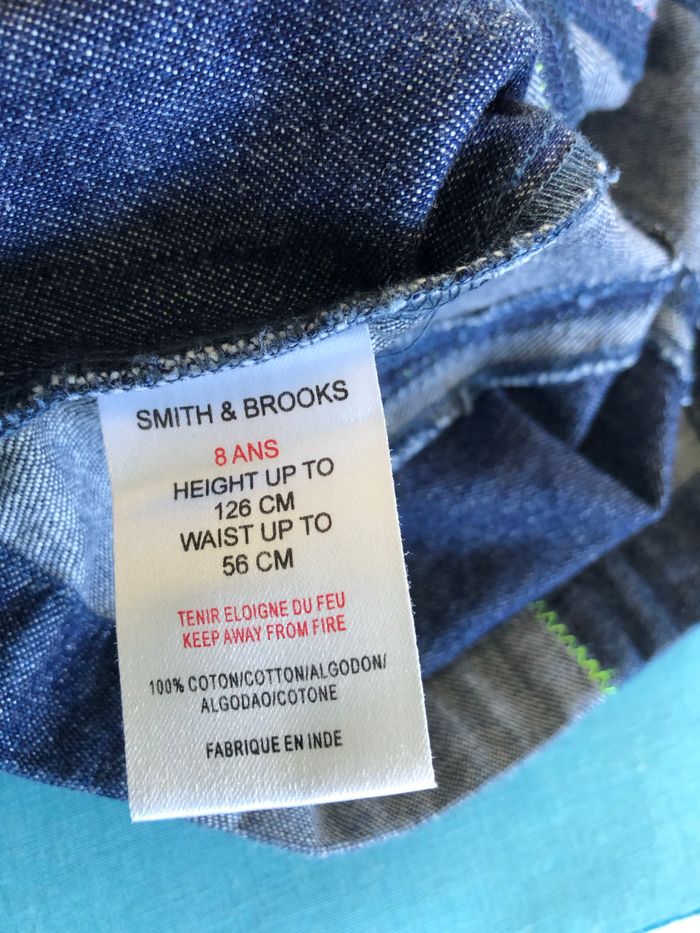 SMITH & BROOKS
8 ANS
HEIGHT UP TO
126 CM
WAIST UP TO
56 CM
TENIR ELOIGNE DU FEU
KEEP AWAY FROM FIRE
100% COTON/COTTON/ALGODON/
ALGODAO/COTONE
FABRIQUE EN INDE